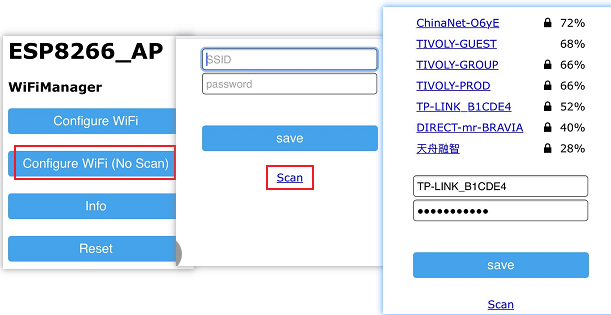 ESP8266_AP
WiFiManager
Configure WiFi
Configure WiFi (No Scan)
Info
Reset
SSID
password
save
Scan
ChinaNet-O6yE 72%
TIVOLY-GUEST 68%
TIVOLY-GROUP 66%
TIVOLY-PROD 66%
TP-LINK_B1CDE4 52%
DIRECT-mr-BRAVIA 40%
天舟融智 28%
TP-LINK_B1CDE4
●●●●●●●●●●●
save
Scan